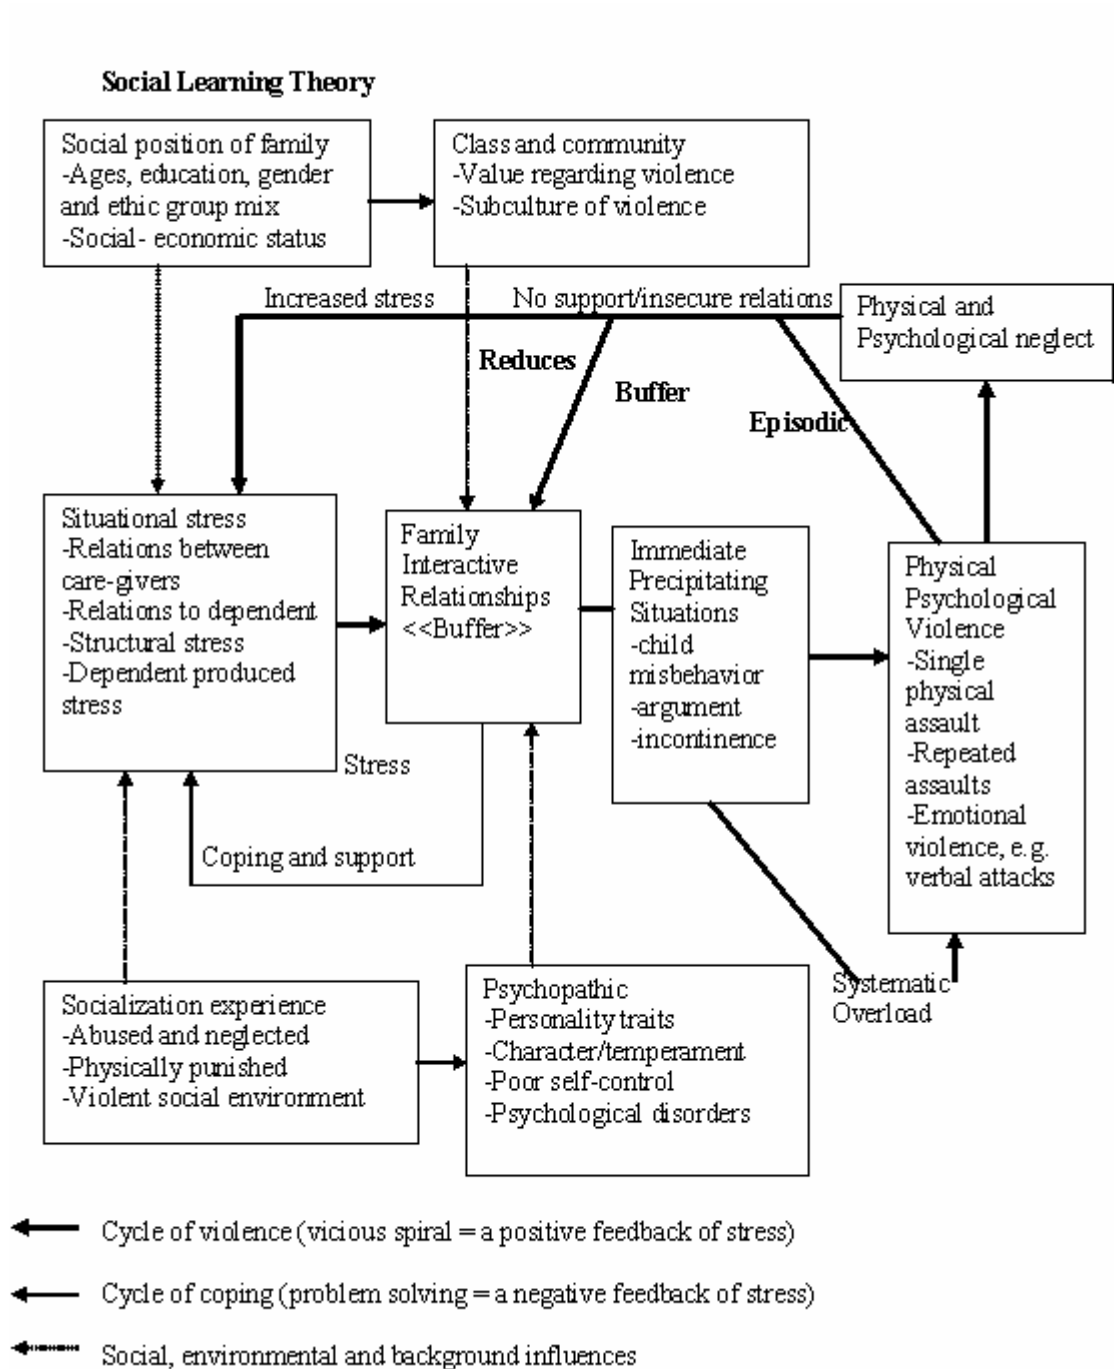 Social Learning Theory
Social position of family
-Ages, education, gender
and ethic group mix
-Social- economic status
Class and community
-Value regarding violence
-Subculture of violence
Increased stress
No support/insecure relations
Physical and
Psychological neglect
Reduces
Buffer
Episodic
Situational stress
-Relations between
care-givers
-Relations to dependent
-Structural stress
-Dependent produced
stress
Family
Interactive
Relationships
<<Buffer>>
Immediate
Precipitating
Situations
-child
misbehavior
-argument
-incontinence
Physical
Psychological
Violence
-Single
physical
assault
-Repeated
assaults
-Emotional
violence, e.g.
verbal attacks
Stress
Coping and support
Systematic
Overload
Socialization experience
-Abused and neglected
-Physically punished
-Violent social environment
Psychopathic
-Personality traits
-Character/temperament
-Poor self-control
-Psychological disorders
Cycle of violence (vicious spiral = a positive feedback of stress)
Cycle of coping (problem solving = a negative feedback of stress)
Social, environmental and background influences